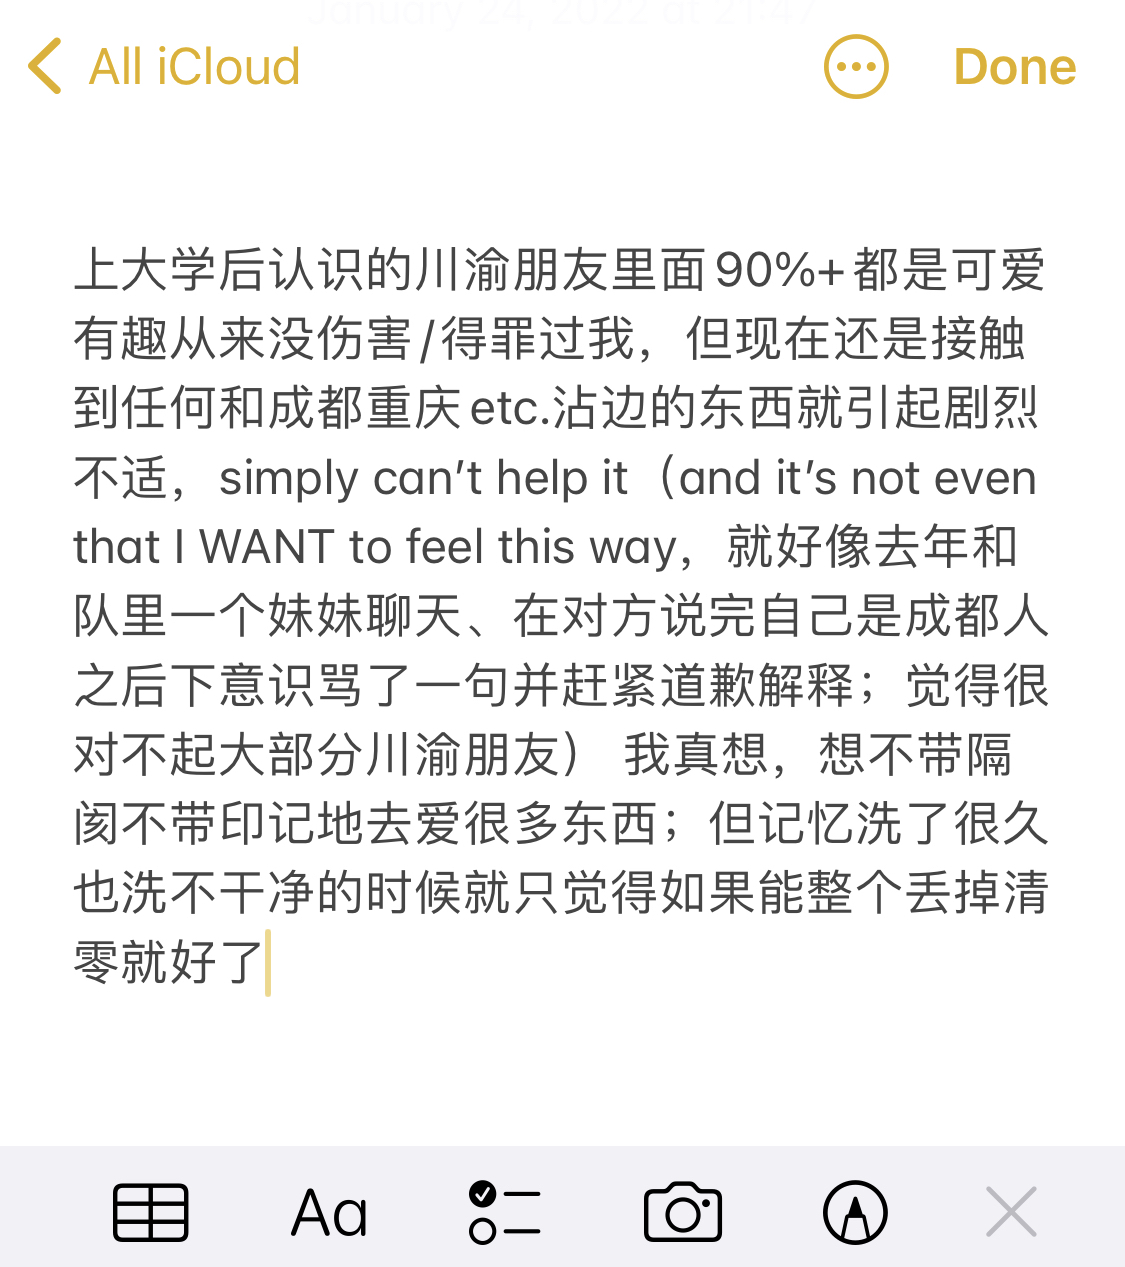 All iCloud
Done
上大学后认识的川渝朋友里面90%+都是可爱
有趣从来没伤害/得罪过我，但现在还是接触
到任何和成都重庆etc.沾边的东西就引起剧烈
不适，simply can’t help it（and it’s not even
that I WANT to feel this way，就好像去年和
队里一个妹妹聊天、在对方说完自己是成都人
之后下意识骂了一句并赶紧道歉解释；觉得很
对不起大部分川渝朋友） 我真想，想不带隔
阂不带印记地去爱很多东西；但记忆洗了很久
也洗不干净的时候就只觉得如果能整个丢掉清
零就好了
Aa